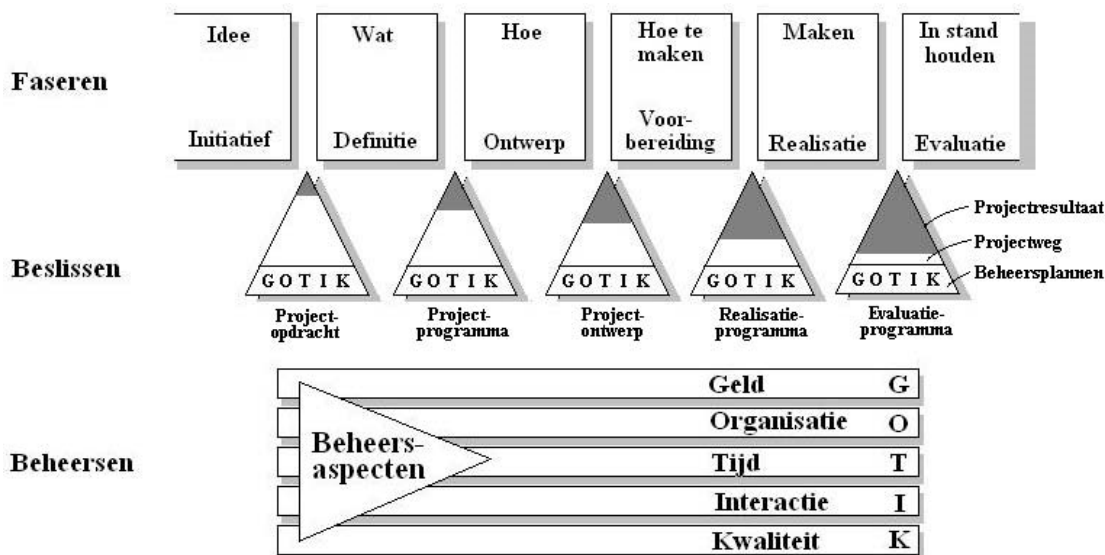 Faseren
Idee
Initiatief
Wat
Definitie
Hoe
Ontwerp
Hoe te
maken
Voor-
bereiding
Maken
Realisatie
In stand
houden
Evaluatie
Beslissen
G O T I K
Project-
opdracht
G O T I K
Project-
programma
G O T I K
Project-
ontwerp
G O T I K
Realisatie-
programma
G O T I K
Evaluatie-
programma
Projectresultaat
Projectweg
Beheersplannen
Beheersen
Beheers-
aspecten
Geld G
Organisatie O
Tijd T
Interactie I
Kwaliteit K